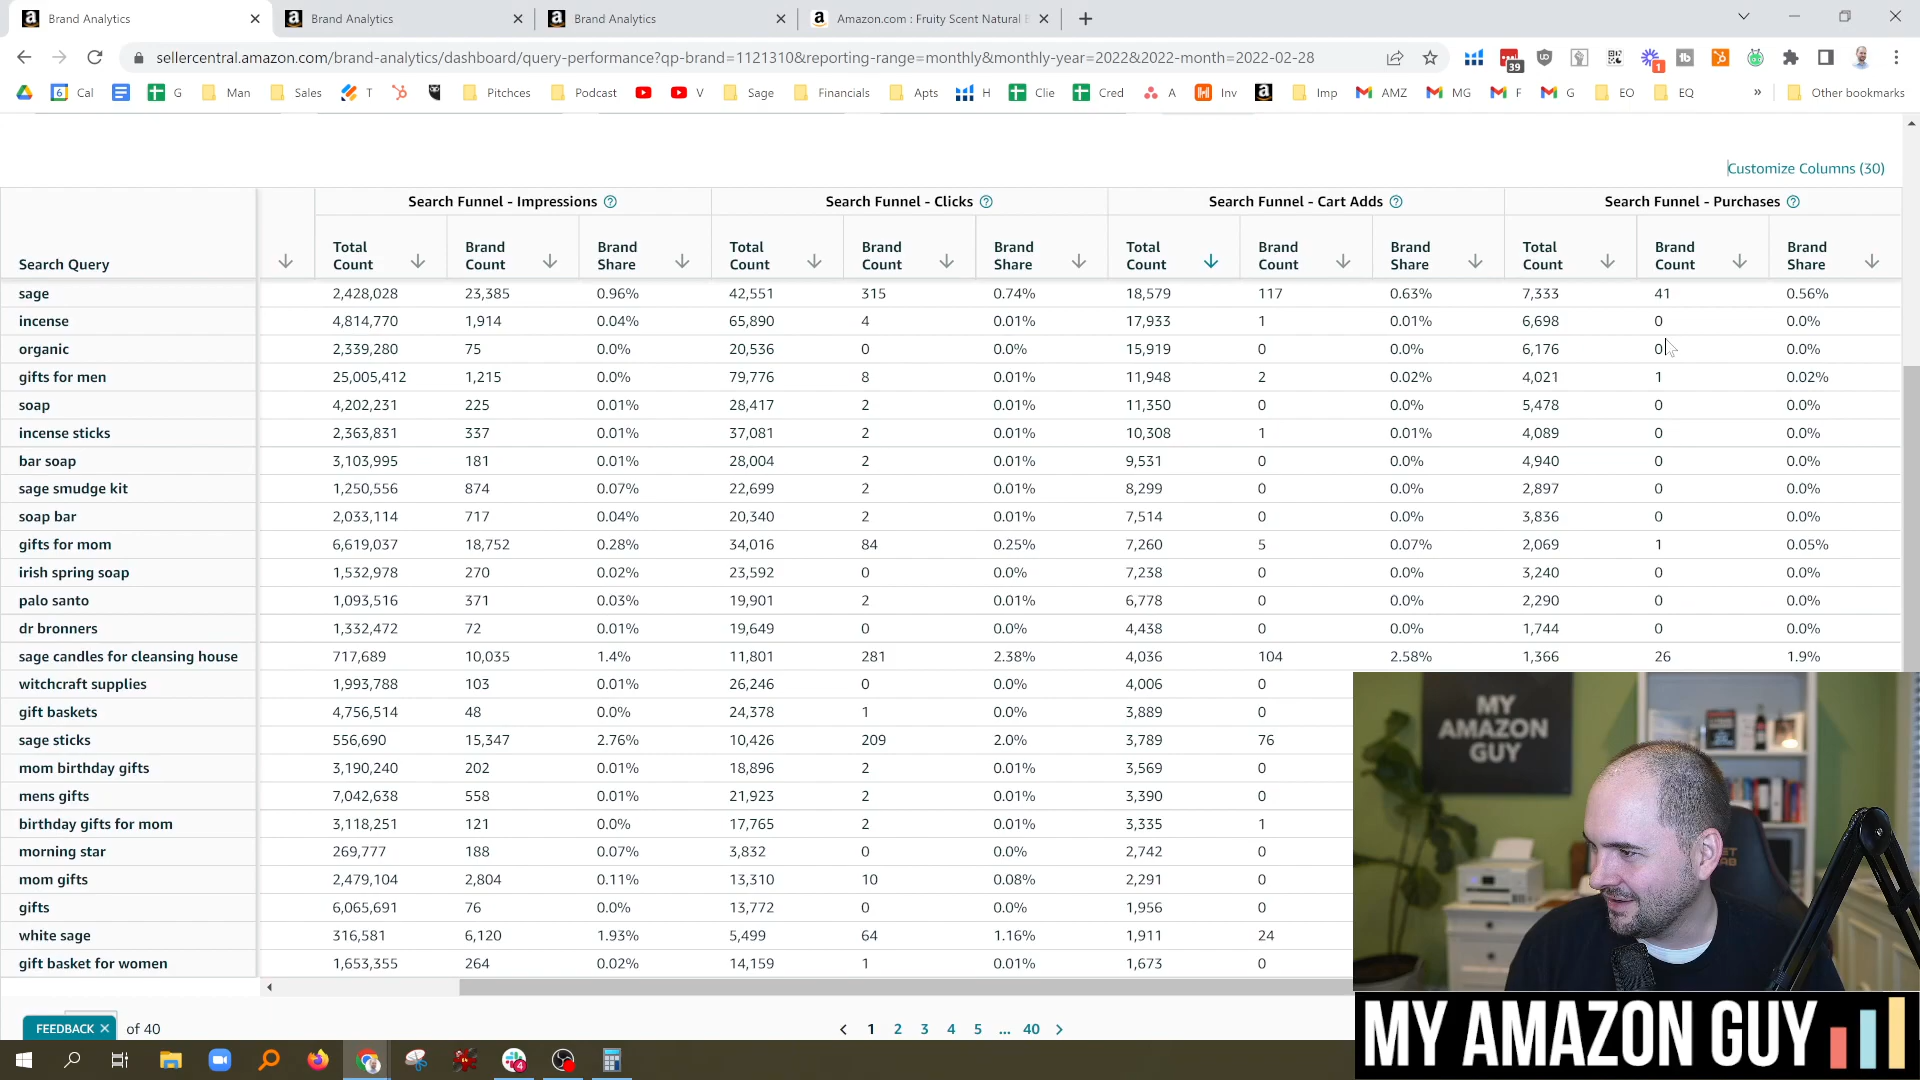 Brand Analytics
Brand Analytics
Brand Analytics
Amazon.com : Fruity Scent Natural
sellercentral.amazon.com/brand-analytics/dashboard/query-performance?qp-brand=1121310&reporting-range=monthly&monthly-year=2022&2022-month=2022-02-28
39
1
tb
6 Cal G Man Sales T Pitchces Podcast V Sage Financials Apts H Clie Cred A Inv Imp AMZ MG F G EO EQ » Other bookmarks
Customize Columns (30)
Search Funnel - Impressions Search Funnel - Clicks Search Funnel - Cart Adds Search Funnel - Purchases
Search Query Total Count Brand Count Brand Share Total Count Brand Count Brand Share Total Count Brand Count Brand Share Total Count Brand Count Brand Share
sage 2,428,028 23,385 0.96% 42,551 315 0.74% 18,579 117 0.63% 7,333 41 0.56%
incense 4,814,770 1,914 0.04% 65,890 4 0.01% 17,933 1 0.01% 6,698 0 0.0%
organic 2,339,280 75 0.0% 20,536 0 0.0% 15,919 0 0.0% 6,176 0 0.0%
gifts for men 25,005,412 1,215 0.0% 79,776 8 0.01% 11,948 2 0.02% 4,021 1 0.02%
soap 4,202,231 225 0.01% 28,417 2 0.01% 11,350 0 0.0% 5,478 0 0.0%
incense sticks 2,363,831 337 0.01% 37,081 2 0.01% 10,308 1 0.01% 4,089 0 0.0%
bar soap 3,103,995 181 0.01% 28,004 2 0.01% 9,531 0 0.0% 4,940 0 0.0%
sage smudge kit 1,250,556 874 0.07% 22,699 2 0.01% 8,299 0 0.0% 2,897 0 0.0%
soap bar 2,033,114 717 0.04% 20,340 2 0.01% 7,514 0 0.0% 3,836 0 0.0%
gifts for mom 6,619,037 18,752 0.28% 34,016 84 0.25% 7,260 5 0.07% 2,069 1 0.05%
irish spring soap 1,532,978 270 0.02% 23,592 0 0.0% 7,238 0 0.0% 3,240 0 0.0%
palo santo 1,093,516 371 0.03% 19,901 2 0.01% 6,778 0 0.0% 2,290 0 0.0%
dr bronners 1,332,472 72 0.01% 19,649 0 0.0% 4,438 0 0.0% 1,744 0 0.0%
sage candles for cleansing house 717,689 10,035 1.4% 11,801 281 2.38% 4,036 104 2.58% 1,366 26 1.9%
witchcraft supplies 1,993,788 103 0.01% 26,246 0 0.0% 4,006 0
gift baskets 4,756,514 48 0.0% 24,378 1 0.0% 3,889 0
sage sticks 556,690 15,347 2.76% 10,426 209 2.0% 3,789 76
mom birthday gifts 3,190,240 202 0.01% 18,896 2 0.01% 3,569 0
mens gifts 7,042,638 558 0.01% 21,923 2 0.01% 3,390 0
birthday gifts for mom 3,118,251 121 0.0% 17,765 2 0.01% 3,335 1
morning star 269,777 188 0.07% 3,832 0 0.0% 2,742 0
mom gifts 2,479,104 2,804 0.11% 13,310 10 0.08% 2,291 0
gifts 6,065,691 76 0.0% 13,772 0 0.0% 1,956 0
white sage 316,581 6,120 1.93% 5,499 64 1.16% 1,911 24
gift basket for women 1,653,355 264 0.02% 14,159 1 0.01% 1,673 0
MY
AMAZON
GUY
FEEDBACK × of 40
1 2 3 4 5 ... 40
4
MY AMAZON GUY